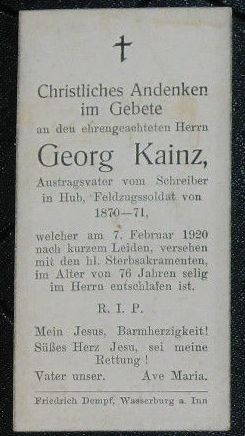 Christliches Andenken
im Gebete
an den ehrengeachteten Herrn
Georg Kainz,
Austragsvater vom Schreiber
in Hub, Feldzugssoldat von
1870—71,
welcher am 7. Februar 1920
nach kurzem Leiden, versehen
mit den hl. Sterbsakramenten,
im Alter von 76 Jahren selig
im Herrn entschlafen ist.
R. I. P.
Mein Jesus, Barmherzigkeit!
Süßes Herz Jesu, sei meine
Rettung!
Vater unser. Ave Maria.
Friedrich Dempf, Wasserburg a. Inn